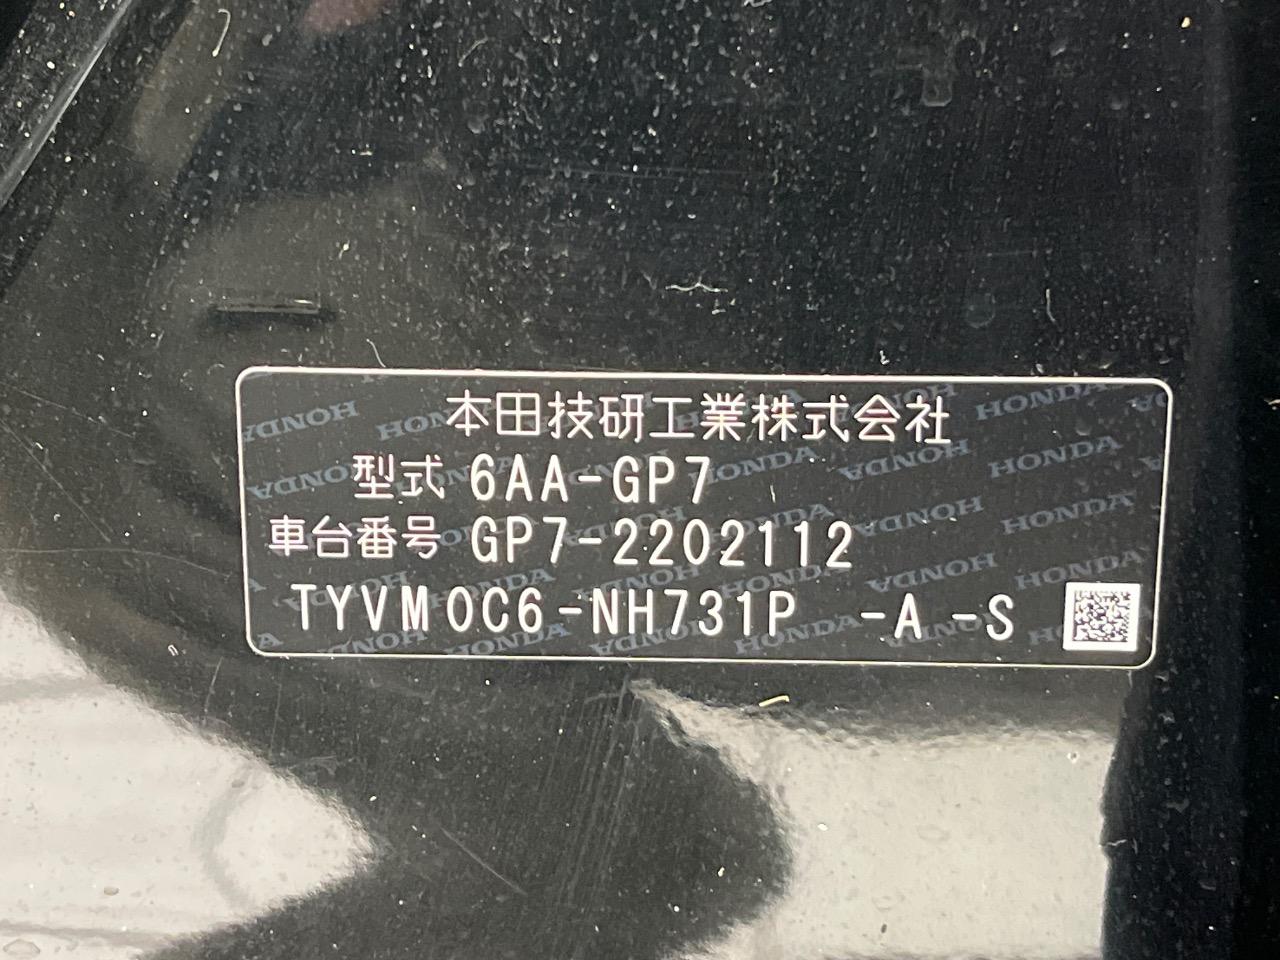 本田技研工業株式会社
型式 6AA-GP7
車台番号 GP7-2202112
TYVM0C6-NH731P -A -S